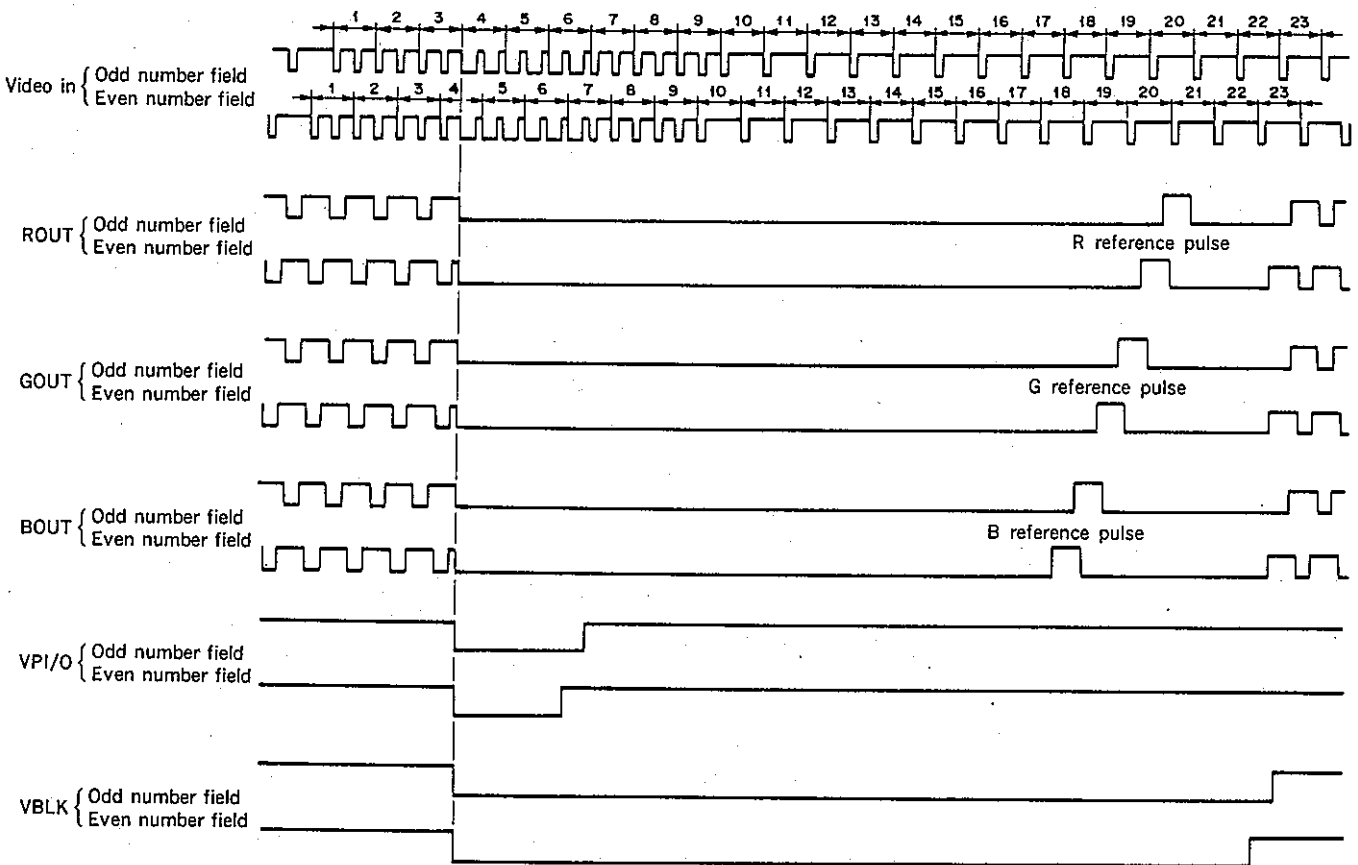 1 2 3 4 5 6 7 8 9 10 11 12 13 14 15 16 17 18 19 20 21 22 23
Video in { Odd number field
Even number field
1 2 3 4 5 6 7 8 9 10 11 12 13 14 15 16 17 18 19 20 21 22 23
ROUT { Odd number field
Even number field
R reference pulse
GOUT { Odd number field
Even number field
G reference pulse
BOUT { Odd number field
Even number field
B reference pulse
VPI/O { Odd number field
Even number field
VBLK { Odd number field
Even number field